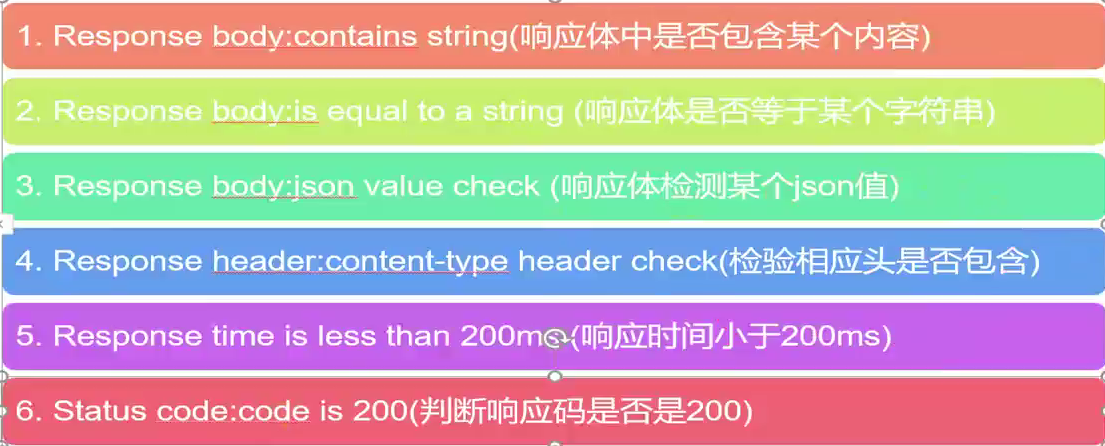 1. Response body:contains string(响应体中是否包含某个内容)
2. Response body:is equal to a string (响应体是否等于某个字符串)
3. Response body:json value check (响应体检测某个json值)
4. Response header:content-type header check(检验相应头是否包含)
5. Response time is less than 200ms(响应时间小于200ms)
6. Status code:code is 200(判断响应码是否是200)